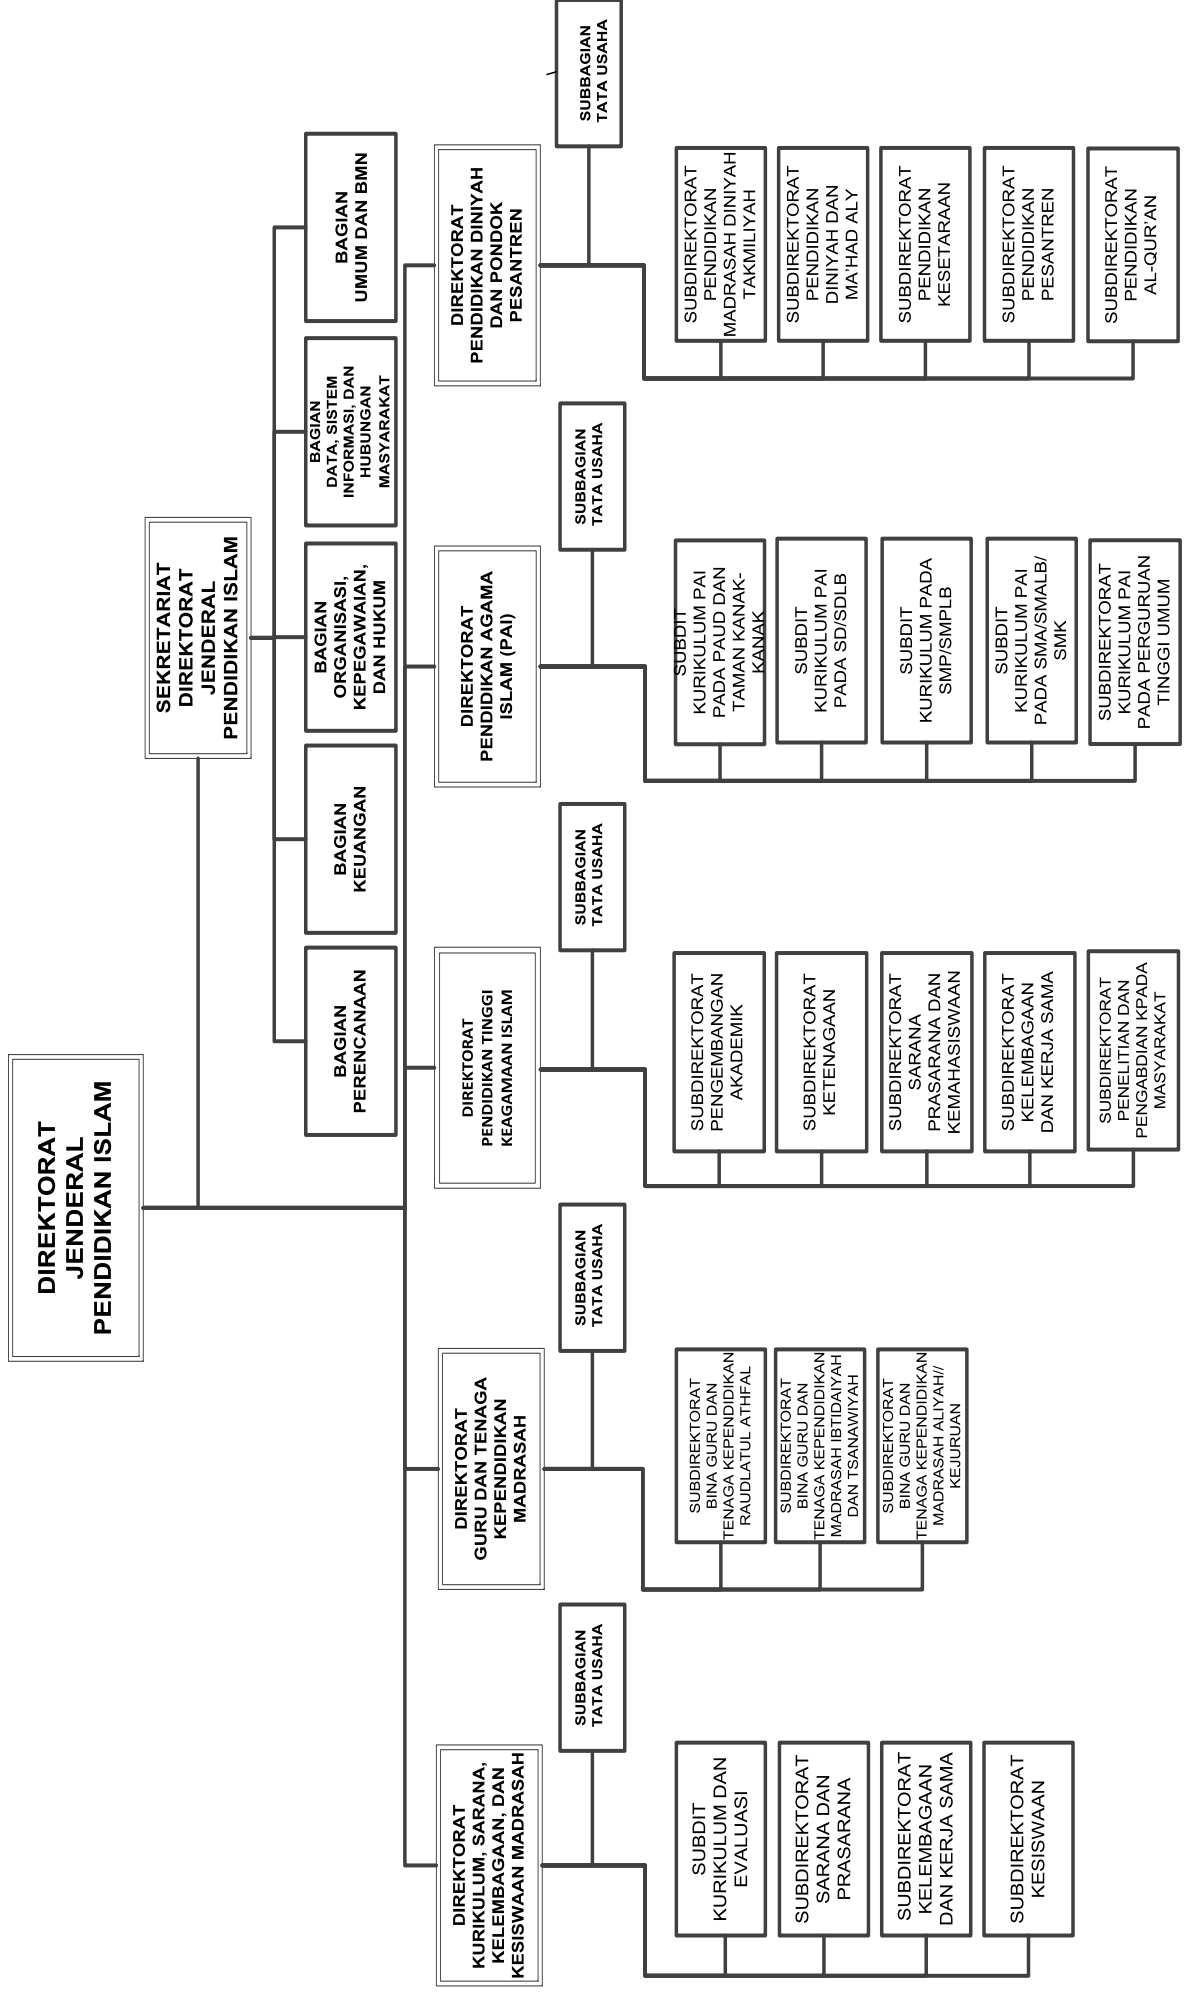 DIREKTORAT
JENDERAL
PENDIDIKAN ISLAM
SEKRETARIAT
DIREKTORAT
JENDERAL
PENDIDIKAN ISLAM
BAGIAN
PERENCANAAN
BAGIAN
KEUANGAN
BAGIAN
ORGANISASI,
KEPEGAWAIAN,
DAN HUKUM
BAGIAN
DATA, SISTEM
INFORMASI, DAN
HUBUNGAN
MASYARAKAT
BAGIAN
UMUM DAN BMN
DIREKTORAT
KURIKULUM, SARANA,
KELEMBAGAAN, DAN
KESISWAAN MADRASAH
SUBBAGIAN
TATA USAHA
SUBDIT
KURIKULUM DAN
EVALUASI
SUBDIREKTORAT
SARANA DAN
PRASARANA
SUBDIREKTORAT
KELEMBAGAAN
DAN KERJA SAMA
SUBDIREKTORAT
KESISWAAN
DIREKTORAT
GURU DAN TENAGA
KEPENDIDIKAN
MADRASAH
SUBBAGIAN
TATA USAHA
SUBDIREKTORAT
BINA GURU DAN
TENAGA KEPENDIDIKAN
RAUDLATUL ATHFAL
SUBDIREKTORAT
BINA GURU DAN
TENAGA KEPENDIDIKAN
MADRASAH IBTIDAIYAH
DAN TSANAWIYAH
SUBDIREKTORAT
BINA GURU DAN
TENAGA KEPENDIDIKAN
MADRASAH ALIYAH//
KEJURUAN
DIREKTORAT
PENDIDIKAN TINGGI
KEAGAMAAN ISLAM
SUBBAGIAN
TATA USAHA
SUBDIREKTORAT
PENGEMBANGAN
AKADEMIK
SUBDIREKTORAT
KETENAGAAN
SUBDIREKTORAT
SARANA
PRASARANA DAN
KEMAHASISWAAN
SUBDIREKTORAT
KELEMBAGAAN
DAN KERJA SAMA
SUBDIREKTORAT
PENELITIAN DAN
PENGABDIAN KPADA
MASYARAKAT
DIREKTORAT
PENDIDIKAN AGAMA
ISLAM (PAI)
SUBBAGIAN
TATA USAHA
SUBDIT
KURIKULUM PAI
PADA PAUD DAN
TAMAN KANAK-
KANAK
SUBDIT
KURIKULUM PAI
PADA SD/SDLB
SUBDIT
KURIKULUM PADA
SMP/SMPLB
SUBDIT
KURIKULUM PAI
PADA SMA/SMALB/
SMK
SUBDIREKTORAT
KURIKULUM PAI
PADA PERGURUAN
TINGGI UMUM
DIREKTORAT
PENDIDIKAN DINIYAH
DAN PONDOK
PESANTREN
SUBBAGIAN
TATA USAHA
SUBDIREKTORAT
PENDIDIKAN
MADRASAH DINIYAH
TAKMILIYAH
SUBDIREKTORAT
PENDIDIKAN
DINIYAH DAN
MA'HAD ALY
SUBDIREKTORAT
PENDIDIKAN
KESETARAAN
SUBDIREKTORAT
PENDIDIKAN
PESANTREN
SUBDIREKTORAT
PENDIDIKAN
AL-QUR'AN